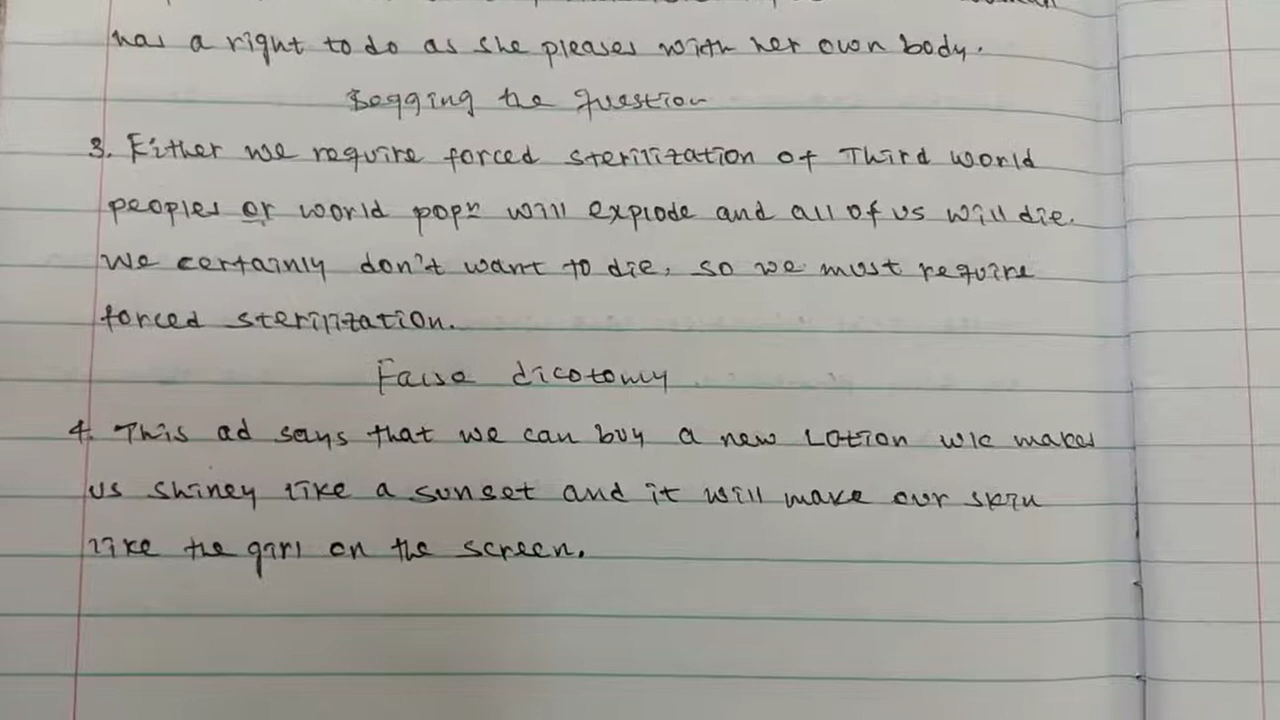 has a right to do as she pleases with her own body.
Begging the question
3. Either we require forced sterilization of Third world
peoples or world popn will explode and all of us will die.
We certainly don't want to die, so we must require
forced sterilization.
False dicotomy
4. This ad says that we can buy a new Lotion wic makes
us shiney like a sunset and it will make our skin
like the girl on the screen.